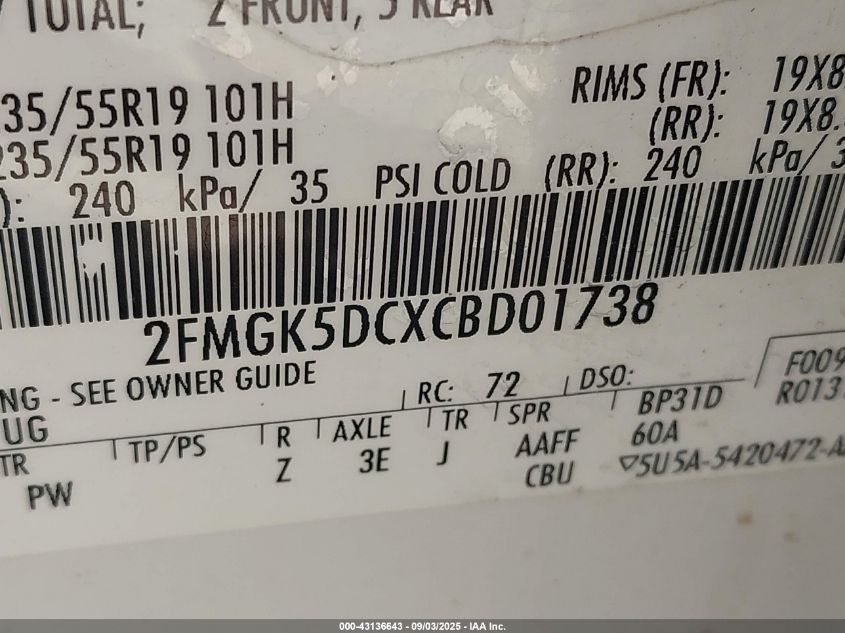 TOTAL; 2 FRONT, 5 REAR
35/55R19 101H RIMS (FR): 19X8.
235/55R19 101H (RR): 19X8.
): 240 kPa/ 35 PSI COLD (RR): 240 kPa/ 3
2FMGK5DCXCBD01738
NG - SEE OWNER GUIDE RC: 72 DSO: F009
UG TR SPR BP31D R013
TR TP/PS R AXLE J AAFF 60A
PW Z 3E CBU ▽5U5A-5420472-A
000-43136643 - 09/03/2025 - IAA Inc.